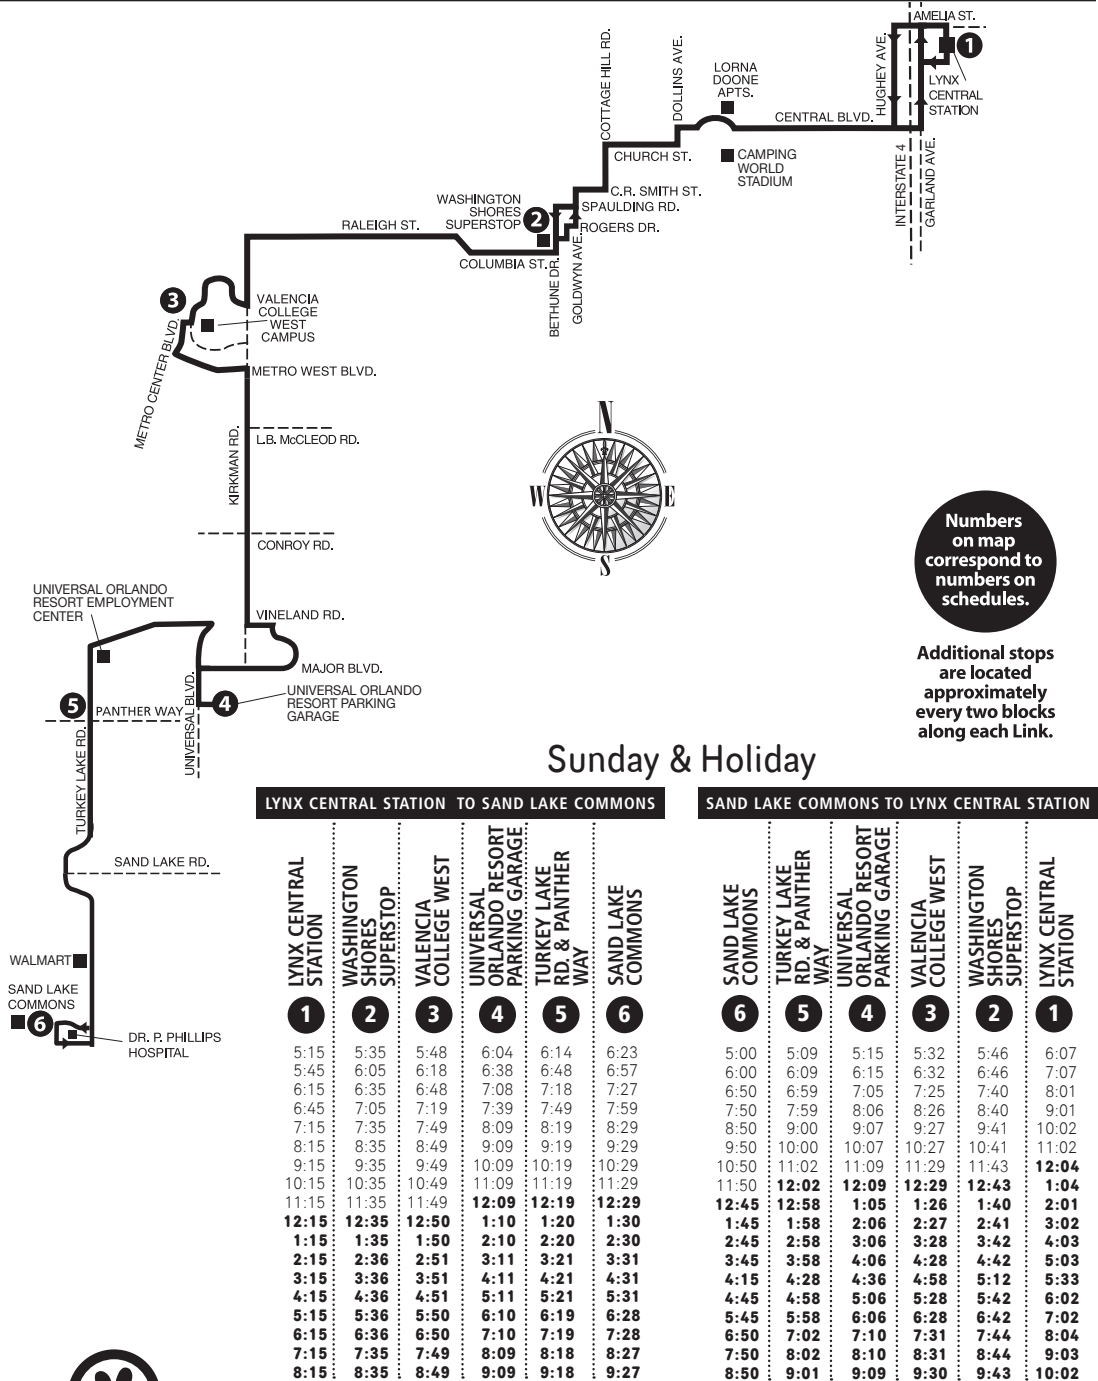 AMELIA ST.
1
HUGHEY AVE.
LYNX
CENTRAL
STATION
INTERSTATE 4
GARLAND AVE.
CENTRAL BLVD.
LORNA
DOONE
APTS.
CAMPING
WORLD
STADIUM
DOLLINS AVE.
COTTAGE HILL RD.
CHURCH ST.
C.R. SMITH ST.
SPAULDING RD.
ROGERS DR.
WASHINGTON
SHORES
SUPERSTOP
2
BETHUNE DR.
GOLDWYN AVE.
COLUMBIA ST.
RALEIGH ST.
3
VALENCIA
COLLEGE
WEST
CAMPUS
METRO CENTER BLVD.
METRO WEST BLVD.
L.B. McCLEOD RD.
KIRKMAN RD.
CONROY RD.
VINELAND RD.
MAJOR BLVD.
UNIVERSAL ORLANDO
RESORT EMPLOYMENT
CENTER
4
UNIVERSAL ORLANDO
RESORT PARKING
GARAGE
UNIVERSAL BLVD.
5
PANTHER WAY
TURKEY LAKE RD.
SAND LAKE RD.
WALMART
SAND LAKE
COMMONS
6
DR. P. PHILLIPS
HOSPITAL
N
W
E
S
Numbers
on map
correspond to
numbers on
schedules.
Additional stops
are located
approximately
every two blocks
along each Link.
Sunday & Holiday
LYNX CENTRAL STATION TO SAND LAKE COMMONS
LYNX CENTRAL
STATION
WASHINGTON
SHORES
SUPERSTOP
VALENCIA
COLLEGE WEST
UNIVERSAL
ORLANDO RESORT
PARKING GARAGE
TURKEY LAKE
RD. & PANTHER
WAY
SAND LAKE
COMMONS
1 2 3 4 5 6
5:15 5:35 5:48 6:04 6:14 6:23
5:45 6:05 6:18 6:38 6:48 6:57
6:15 6:35 6:48 7:08 7:18 7:27
6:45 7:05 7:19 7:39 7:49 7:59
7:15 7:35 7:49 8:09 8:19 8:29
8:15 8:35 8:49 9:09 9:19 9:29
9:15 9:35 9:49 10:09 10:19 10:29
10:15 10:35 10:49 11:09 11:19 11:29
11:15 11:35 11:49 12:09 12:19 12:29
12:15 12:35 12:50 1:10 1:20 1:30
1:15 1:35 1:50 2:10 2:20 2:30
2:15 2:36 2:51 3:11 3:21 3:31
3:15 3:36 3:51 4:11 4:21 4:31
4:15 4:36 4:51 5:11 5:21 5:31
5:15 5:36 5:50 6:10 6:19 6:28
6:15 6:36 6:50 7:10 7:19 7:28
7:15 7:35 7:49 8:09 8:18 8:27
8:15 8:35 8:49 9:09 9:18 9:27
SAND LAKE COMMONS TO LYNX CENTRAL STATION
SAND LAKE
COMMONS
TURKEY LAKE
RD. & PANTHER
WAY
UNIVERSAL
ORLANDO RESORT
PARKING GARAGE
VALENCIA
COLLEGE WEST
WASHINGTON
SHORES
SUPERSTOP
LYNX CENTRAL
STATION
6 5 4 3 2 1
5:00 5:09 5:15 5:32 5:46 6:07
6:00 6:09 6:15 6:32 6:46 7:07
6:50 6:59 7:05 7:25 7:40 8:01
7:50 7:59 8:06 8:26 8:40 9:01
8:50 9:00 9:07 9:27 9:41 10:02
9:50 10:00 10:07 10:27 10:41 11:02
10:50 11:02 11:09 11:29 11:43 12:04
11:50 12:02 12:09 12:29 12:43 1:04
12:45 12:58 1:05 1:26 1:40 2:01
1:45 1:58 2:06 2:27 2:41 3:02
2:45 2:58 3:06 3:28 3:42 4:03
3:45 3:58 4:06 4:28 4:42 5:03
4:15 4:28 4:36 4:58 5:12 5:33
4:45 4:58 5:06 5:28 5:42 6:02
5:45 5:58 6:06 6:28 6:42 7:02
6:50 7:02 7:10 7:31 7:44 8:04
7:50 8:02 8:10 8:31 8:44 9:03
8:50 9:01 9:09 9:30 9:43 10:02